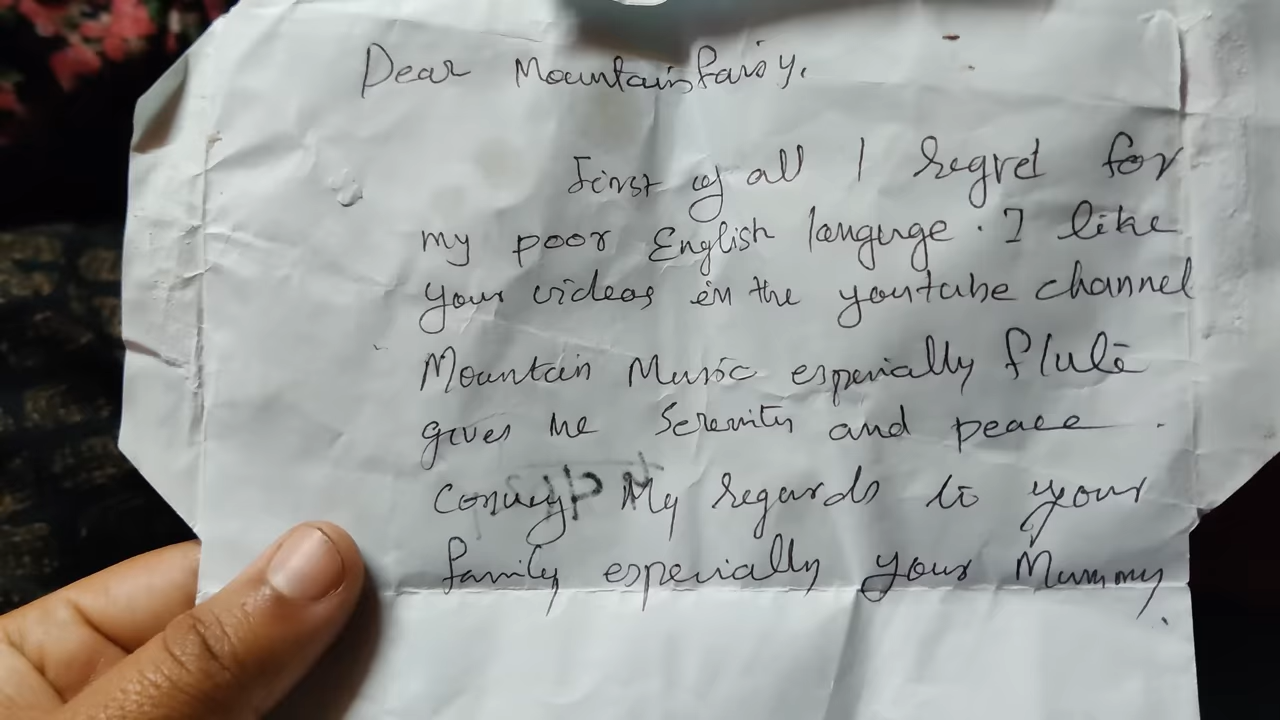 Dear Mountainfairy,
First of all I regret for
my poor English languge. I like
your videos in the youtube channel
Mountain Music especially flute
gives me Serenity and peace.
Convey My regards to your
family especially your Mummy.